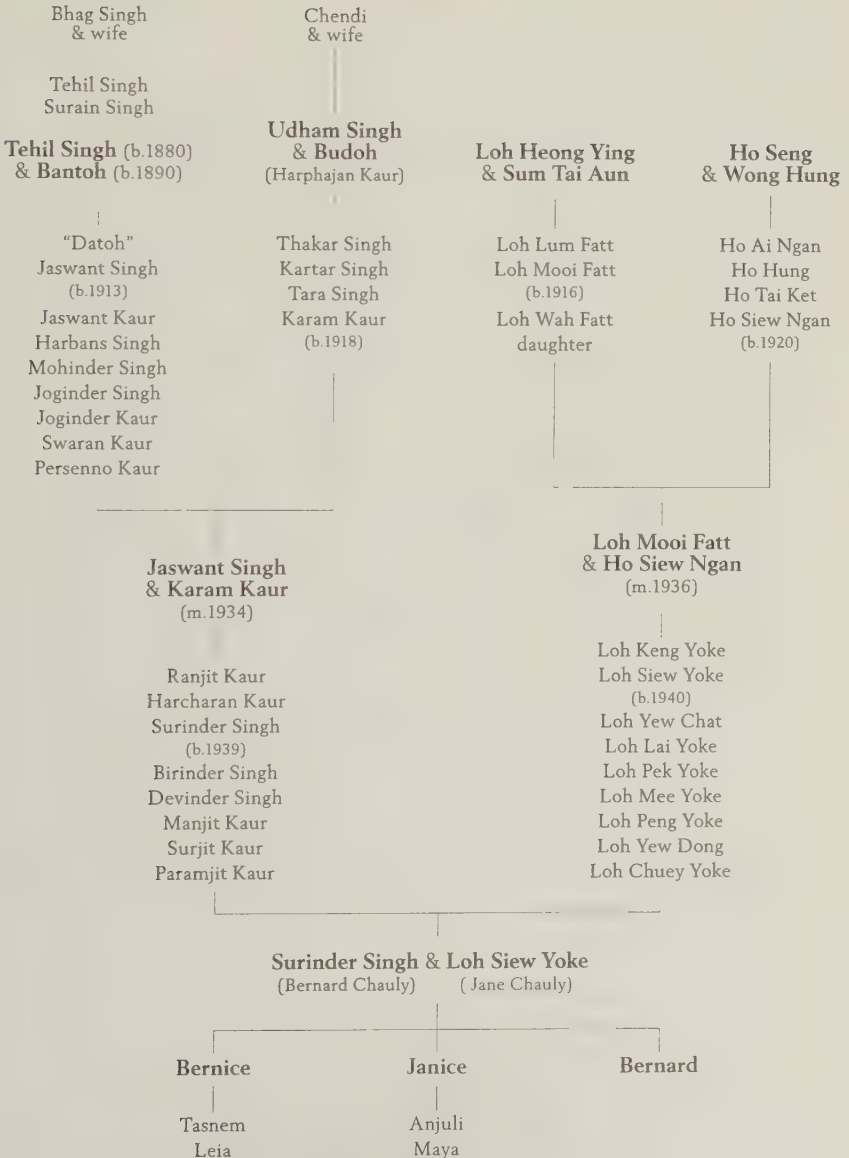 Bhag Singh
& wife
Tehil Singh
Surain Singh
Tehil Singh (b.1880)
& Bantoh (b.1890)
"Datoh"
Jaswant Singh
(b.1913)
Jaswant Kaur
Harbans Singh
Mohinder Singh
Joginder Singh
Joginder Kaur
Swaran Kaur
Persenno Kaur
Chendi
& wife
Udham Singh
& Budoh
(Harphajan Kaur)
Thakar Singh
Kartar Singh
Tara Singh
Karam Kaur
(b.1918)
Loh Heong Ying
& Sum Tai Aun
Loh Lum Fatt
Loh Mooi Fatt
(b.1916)
Loh Wah Fatt
daughter
Ho Seng
& Wong Hung
Ho Ai Ngan
Ho Hung
Ho Tai Ket
Ho Siew Ngan
(b.1920)
Jaswant Singh
& Karam Kaur
(m.1934)
Ranjit Kaur
Harcharan Kaur
Surinder Singh
(b.1939)
Birinder Singh
Devinder Singh
Manjit Kaur
Surjit Kaur
Paramjit Kaur
Loh Mooi Fatt
& Ho Siew Ngan
(m.1936)
Loh Keng Yoke
Loh Siew Yoke
(b.1940)
Loh Yew Chat
Loh Lai Yoke
Loh Pek Yoke
Loh Mee Yoke
Loh Peng Yoke
Loh Yew Dong
Loh Chuey Yoke
Surinder Singh & Loh Siew Yoke
(Bernard Chauly) (Jane Chauly)
Bernice
Tasnem
Leia
Janice
Anjuli
Maya
Bernard